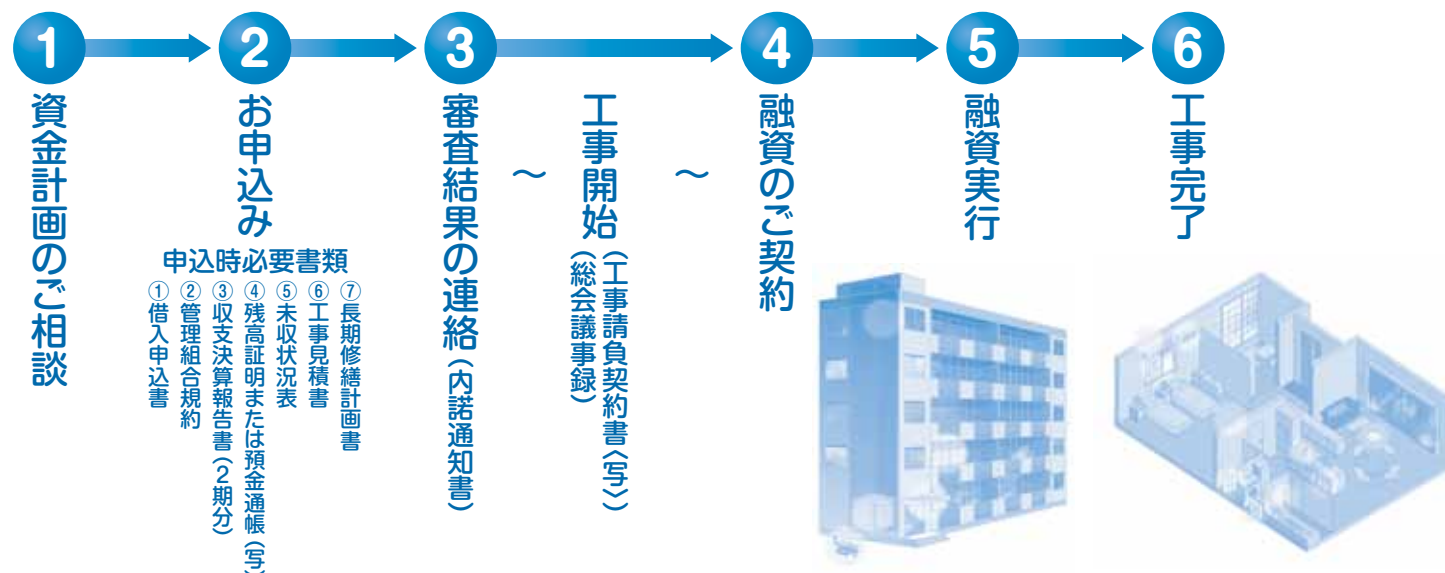 1
資金計画のご相談
2
お申込み
申込時必要書類
①借入申込書
②管理組合規約
③収支決算報告書（2期分）
④残高証明または預金通帳（写）
⑤未収状況表
⑥工事見積書
⑦長期修繕計画書
3
審査結果の連絡（内諾通知書）
～
工事開始
（工事請負契約書〈写〉）
（総会議事録）
～
4
融資のご契約
5
融資実行
6
工事完了